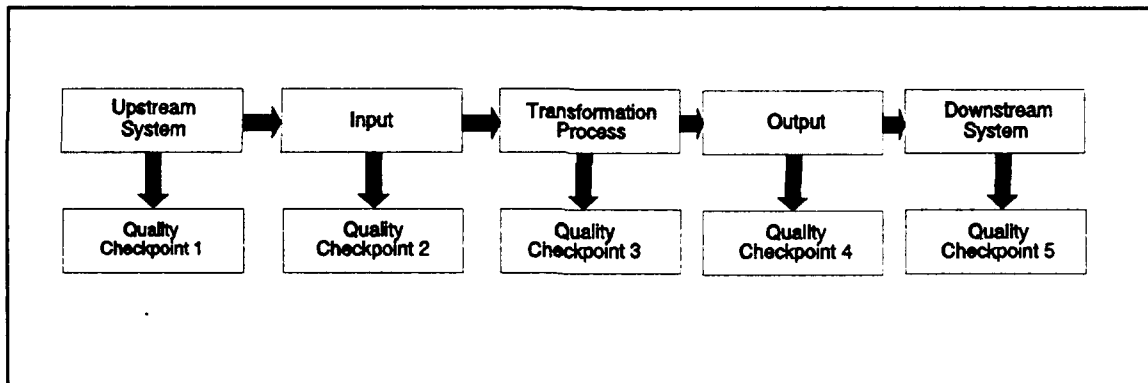 Upstream
System
Input
Transformation
Process
Output
Downstream
System
Quality
Checkpoint 1
Quality
Checkpoint 2
Quality
Checkpoint 3
Quality
Checkpoint 4
Quality
Checkpoint 5